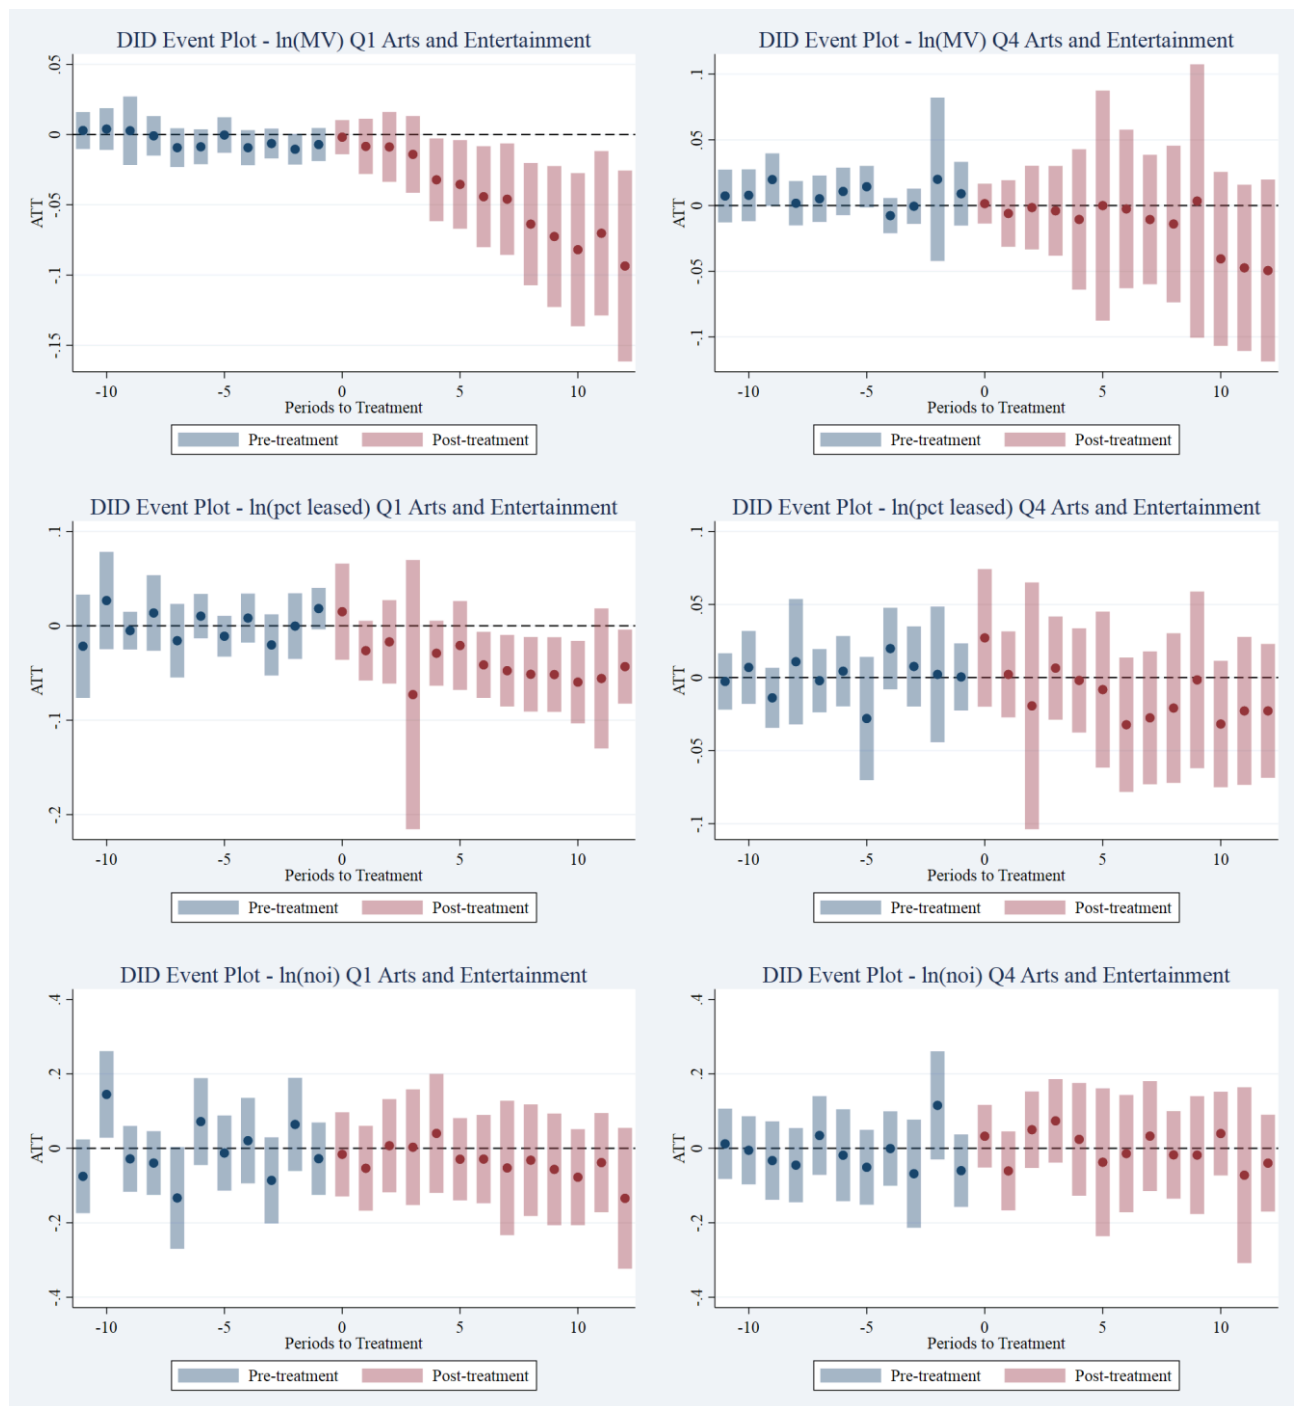 DID Event Plot - ln(MV) Q1 Arts and Entertainment
ATT
.05
0
-.05
-.1
-.15
-10
-5
0
5
10
Periods to Treatment
Pre-treatment
Post-treatment
DID Event Plot - ln(MV) Q4 Arts and Entertainment
ATT
.1
.05
0
-.05
-.1
-10
-5
0
5
10
Periods to Treatment
Pre-treatment
Post-treatment
DID Event Plot - ln(pct leased) Q1 Arts and Entertainment
ATT
.1
0
-.1
-.2
-10
-5
0
5
10
Periods to Treatment
Pre-treatment
Post-treatment
DID Event Plot - ln(pct leased) Q4 Arts and Entertainment
ATT
.1
.05
0
-.05
-.1
-10
-5
0
5
10
Periods to Treatment
Pre-treatment
Post-treatment
DID Event Plot - ln(noi) Q1 Arts and Entertainment
ATT
.4
.2
0
-.2
-.4
-10
-5
0
5
10
Periods to Treatment
Pre-treatment
Post-treatment
DID Event Plot - ln(noi) Q4 Arts and Entertainment
ATT
.4
.2
0
-.2
-.4
-10
-5
0
5
10
Periods to Treatment
Pre-treatment
Post-treatment